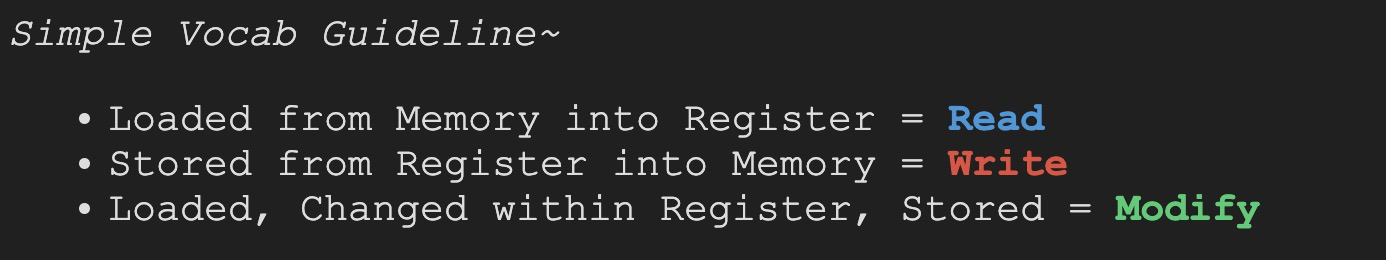 Simple Vocab Guideline~
• Loaded from Memory into Register = Read
• Stored from Register into Memory = Write
• Loaded, Changed within Register, Stored = Modify